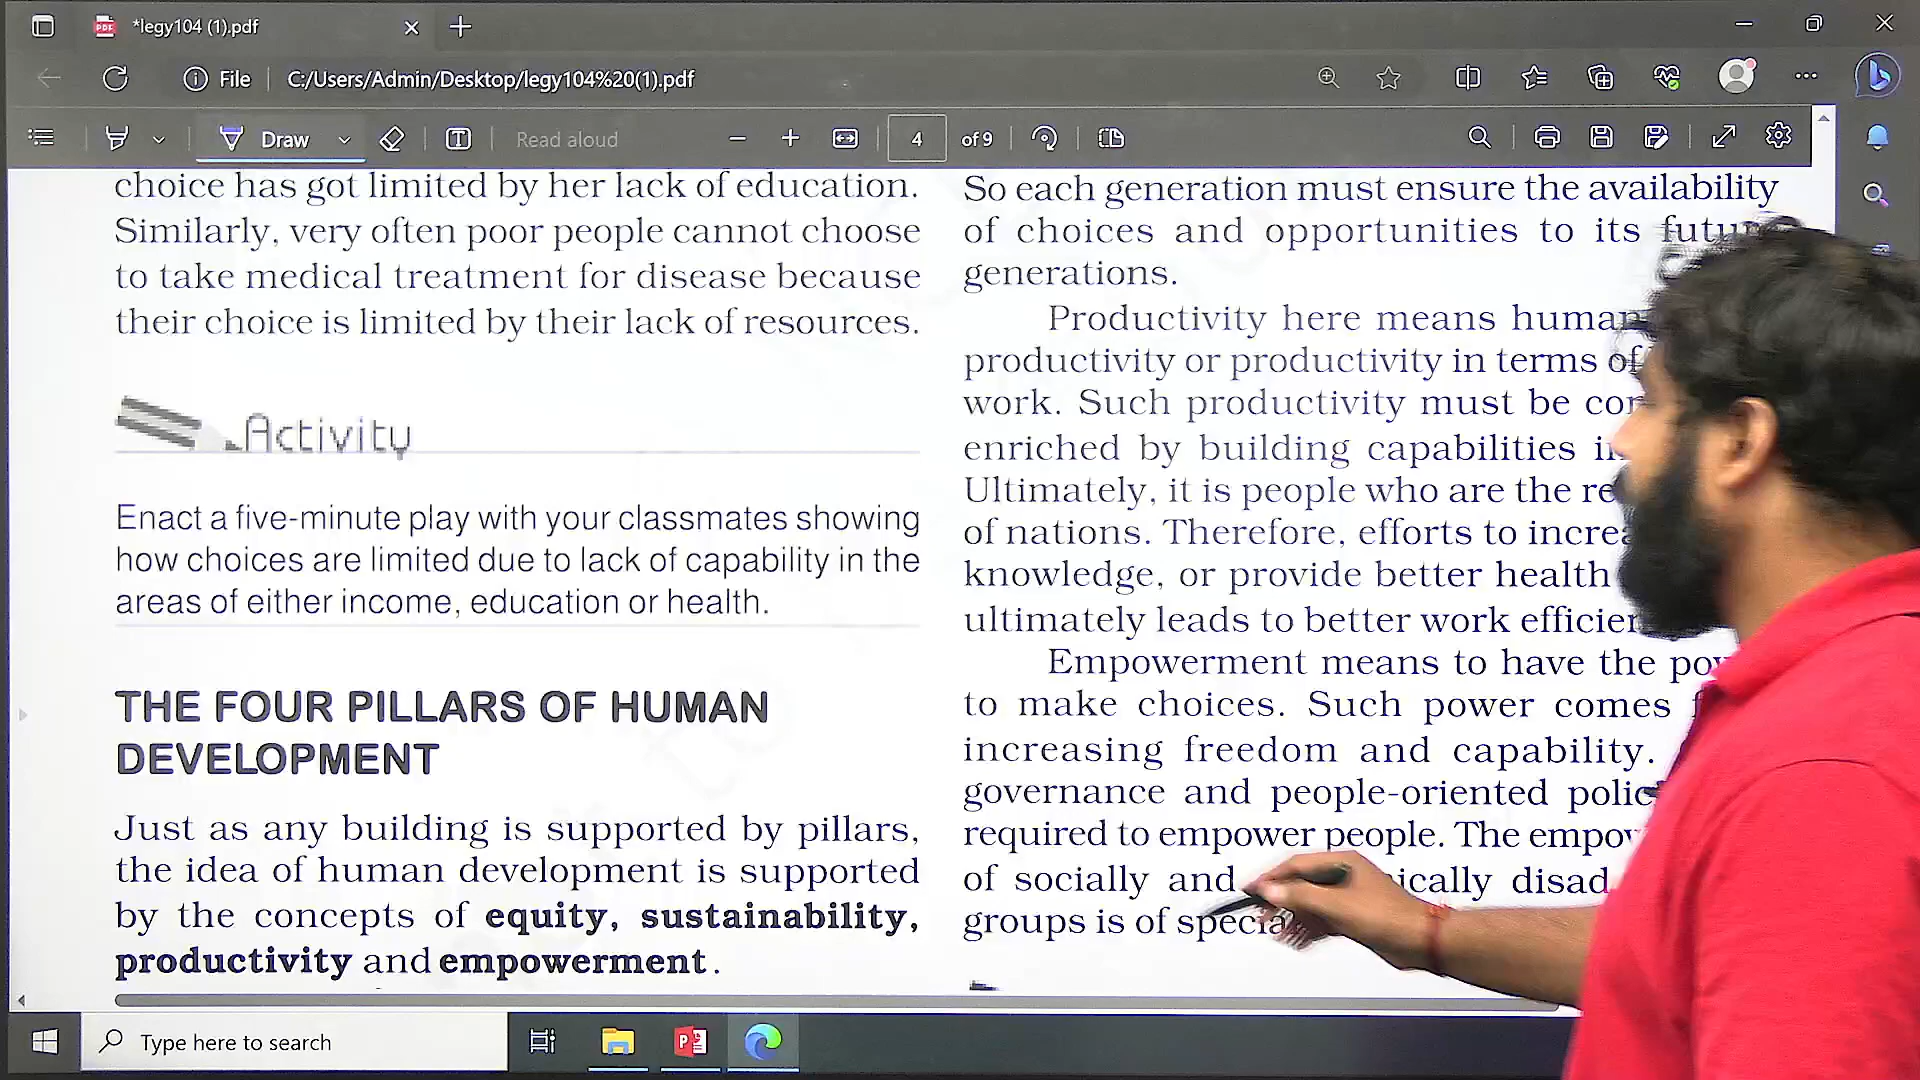 *legy104 (1).pdf
File
C:/Users/Admin/Desktop/legy104%20(1).pdf
Draw
Read aloud
4
of 9
choice has got limited by her lack of education.
Similarly, very often poor people cannot choose
to take medical treatment for disease because
their choice is limited by their lack of resources.
Activity
Enact a five-minute play with your classmates showing
how choices are limited due to lack of capability in the
areas of either income, education or health.
THE FOUR PILLARS OF HUMAN
DEVELOPMENT
Just as any building is supported by pillars,
the idea of human development is supported
by the concepts of equity, sustainability,
productivity and empowerment.
So each generation must ensure the availability
of choices and opportunities to its future
generations.
Productivity here means human
productivity or productivity in terms of
work. Such productivity must be
enriched by building capabilities
Ultimately, it is people who are the
of nations. Therefore, efforts to
knowledge, or provide better health
ultimately leads to better work
Empowerment means to have the
to make choices. Such power comes
increasing freedom and capability.
governance and people-oriented
required to empower people. The
of socially and
groups is of
Type here to search